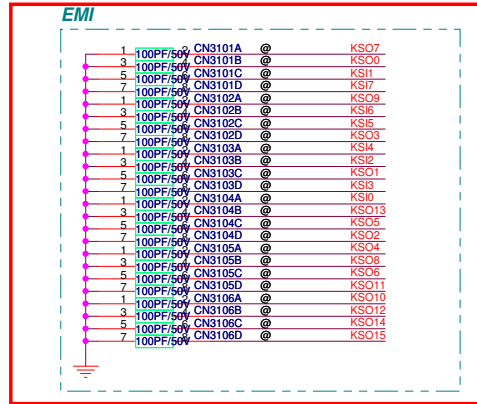 EMI
1 100PF/50V 2 CN3101A @ KSO7
3 100PF/50V 4 CN3101B @ KSO0
5 100PF/50V 6 CN3101C @ KSI1
7 100PF/50V 8 CN3101D @ KSI7
1 100PF/50V 2 CN3102A @ KSO9
3 100PF/50V 4 CN3102B @ KSI6
5 100PF/50V 6 CN3102C @ KSI5
7 100PF/50V 8 CN3102D @ KSO3
1 100PF/50V 2 CN3103A @ KSI4
3 100PF/50V 4 CN3103B @ KSI2
5 100PF/50V 6 CN3103C @ KSO1
7 100PF/50V 8 CN3103D @ KSI3
1 100PF/50V 2 CN3104A @ KSI0
3 100PF/50V 4 CN3104B @ KSO13
5 100PF/50V 6 CN3104C @ KSO5
7 100PF/50V 8 CN3104D @ KSO2
1 100PF/50V 2 CN3105A @ KSO4
3 100PF/50V 4 CN3105B @ KSO8
5 100PF/50V 6 CN3105C @ KSO6
7 100PF/50V 8 CN3105D @ KSO11
1 100PF/50V 2 CN3106A @ KSO10
3 100PF/50V 4 CN3106B @ KSO12
5 100PF/50V 6 CN3106C @ KSO14
7 100PF/50V 8 CN3106D @ KSO15